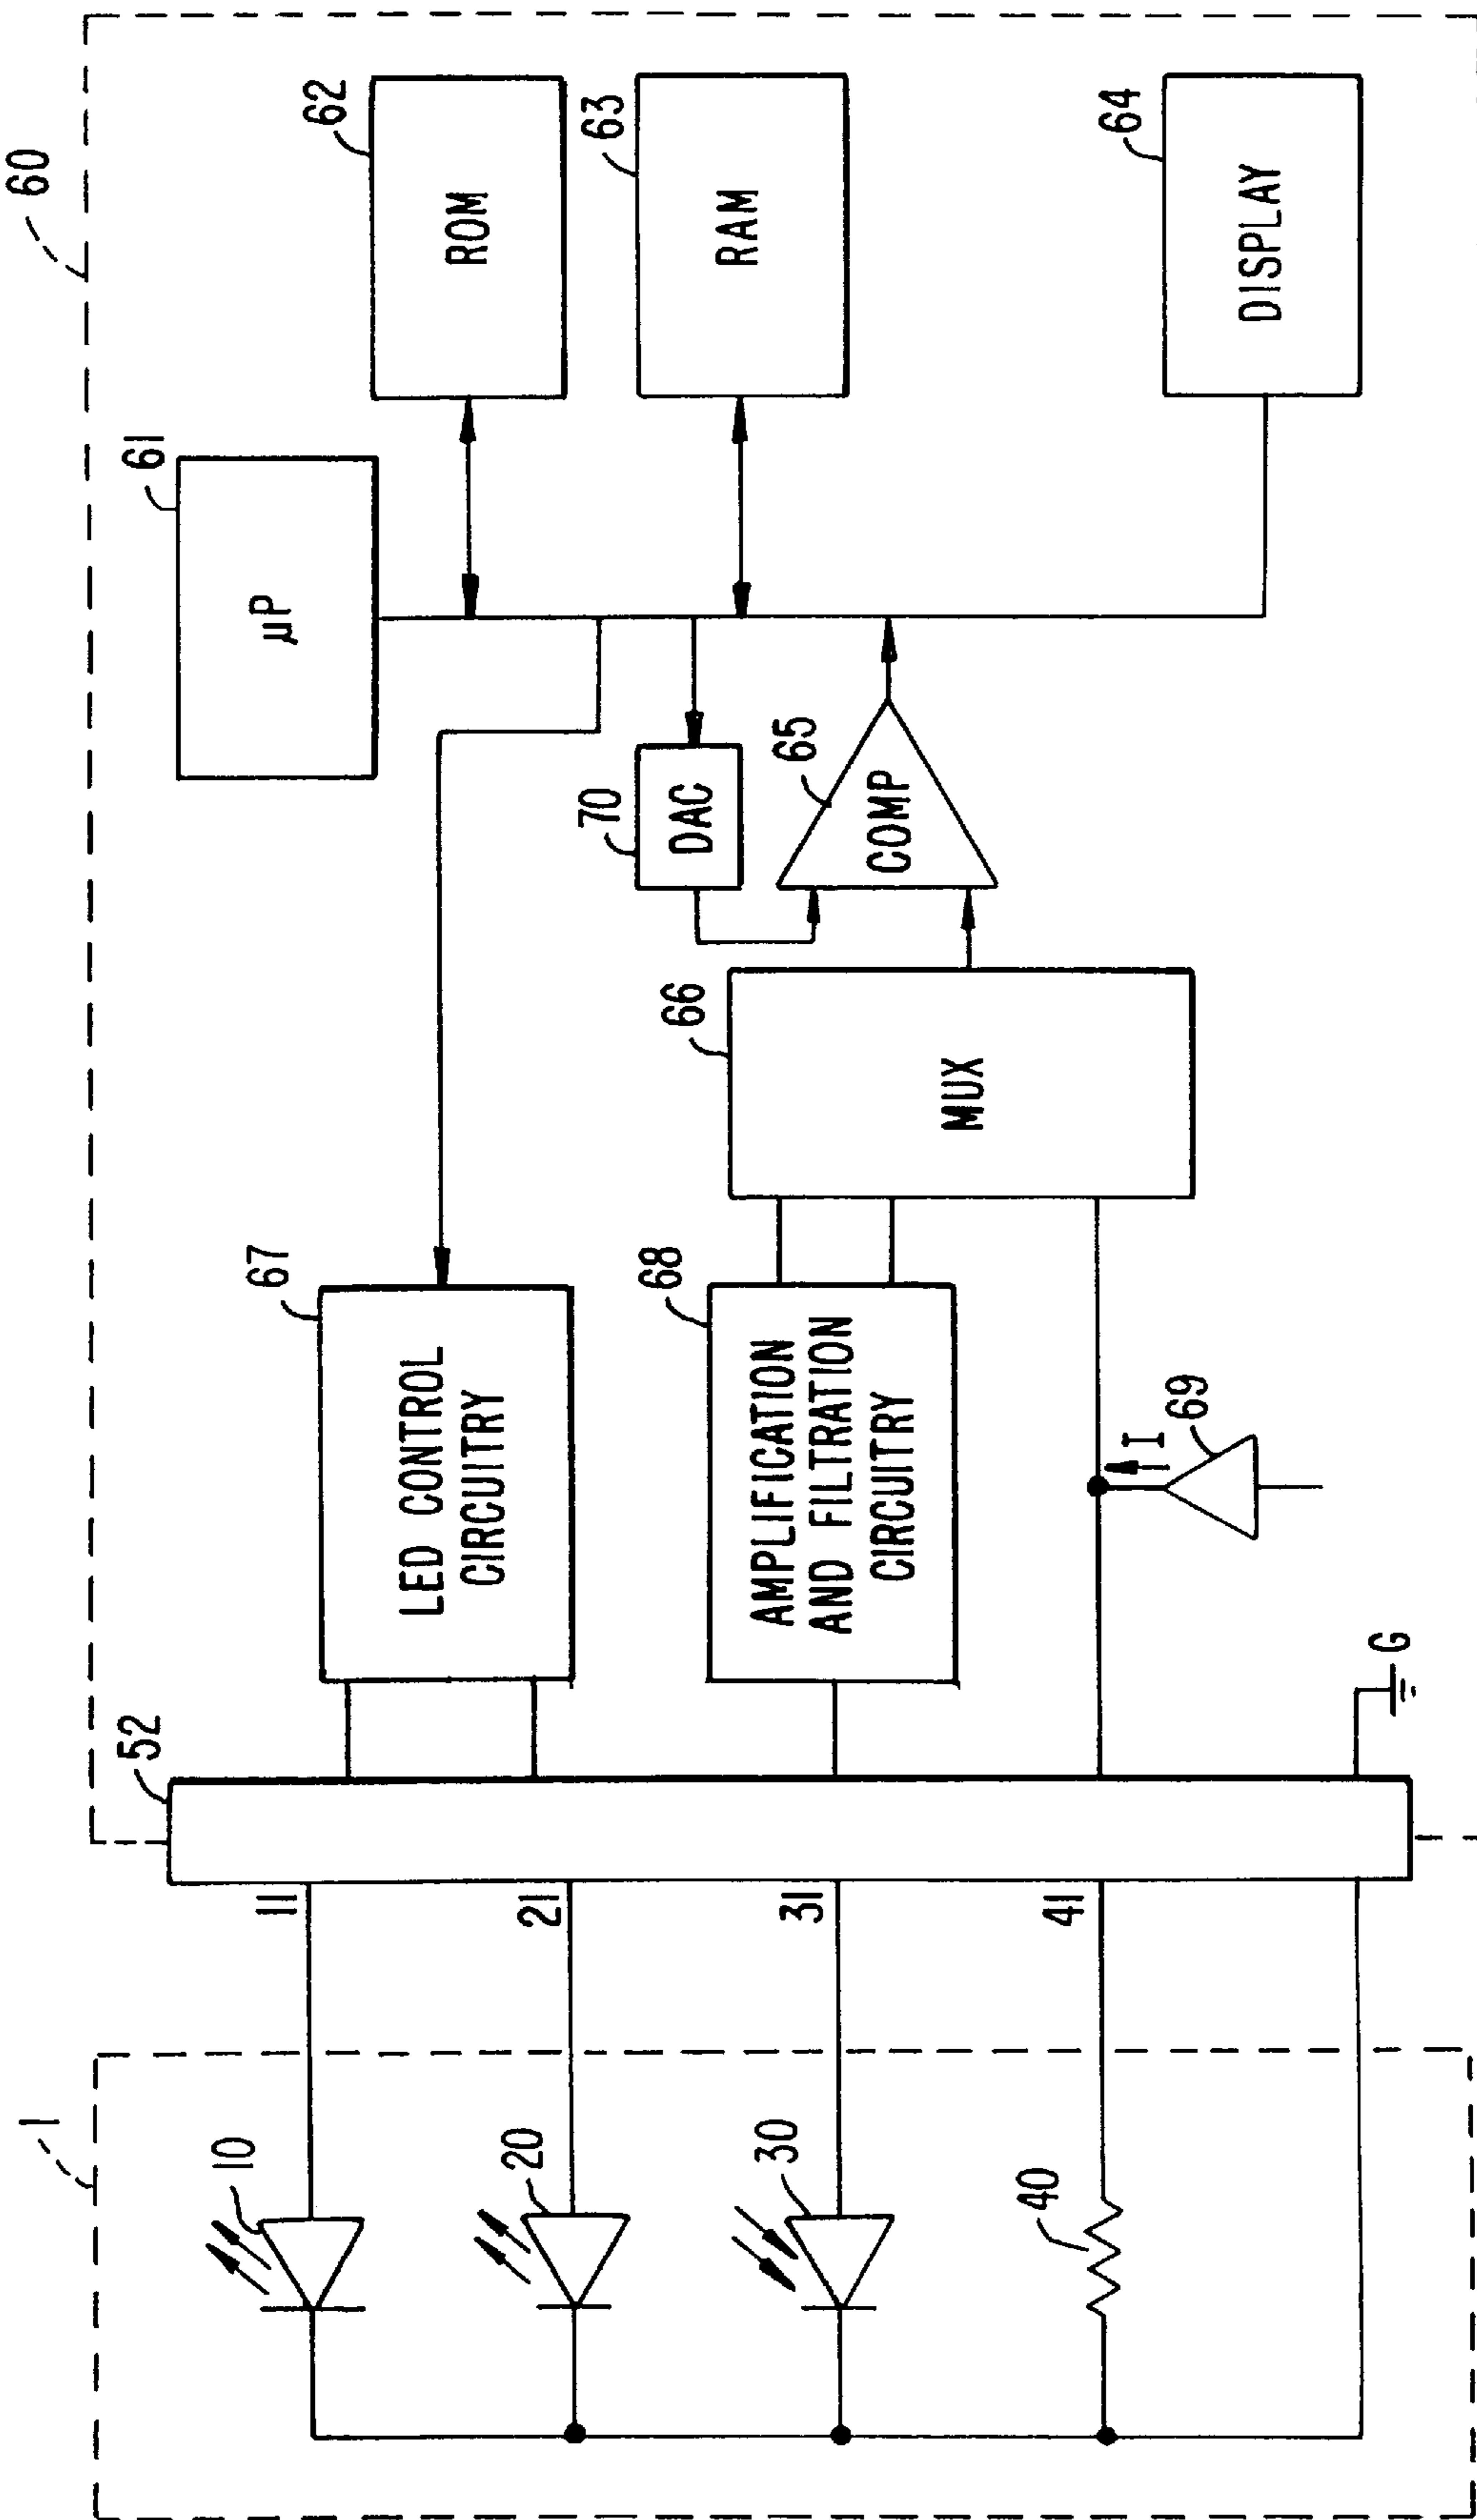 60
1
61
µP
62
ROM
63
RAM
64
DISPLAY
70
DAC
65
COMP
66
MUX
67
LED CONTROL
CIRCUITRY
68
AMPLIFICATION
AND FILTRATION
CIRCUITRY
I
69
G
52
11
21
31
41
10
20
30
40